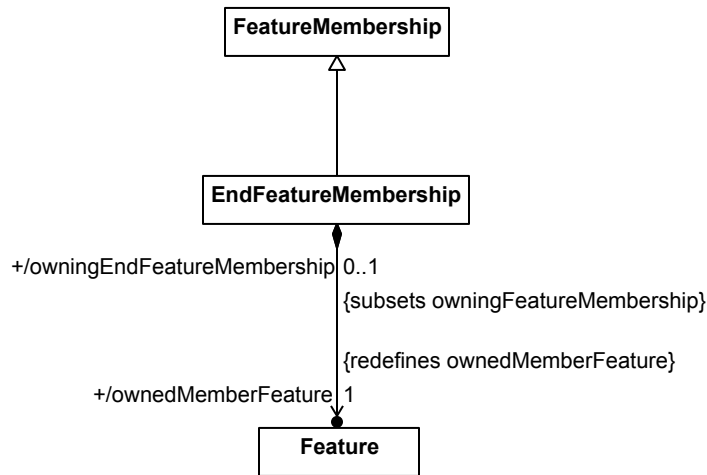 FeatureMembership
EndFeatureMembership
+/owningEndFeatureMembership 0..1
{subsets owningFeatureMembership}
{redefines ownedMemberFeature}
+/ownedMemberFeature 1
Feature